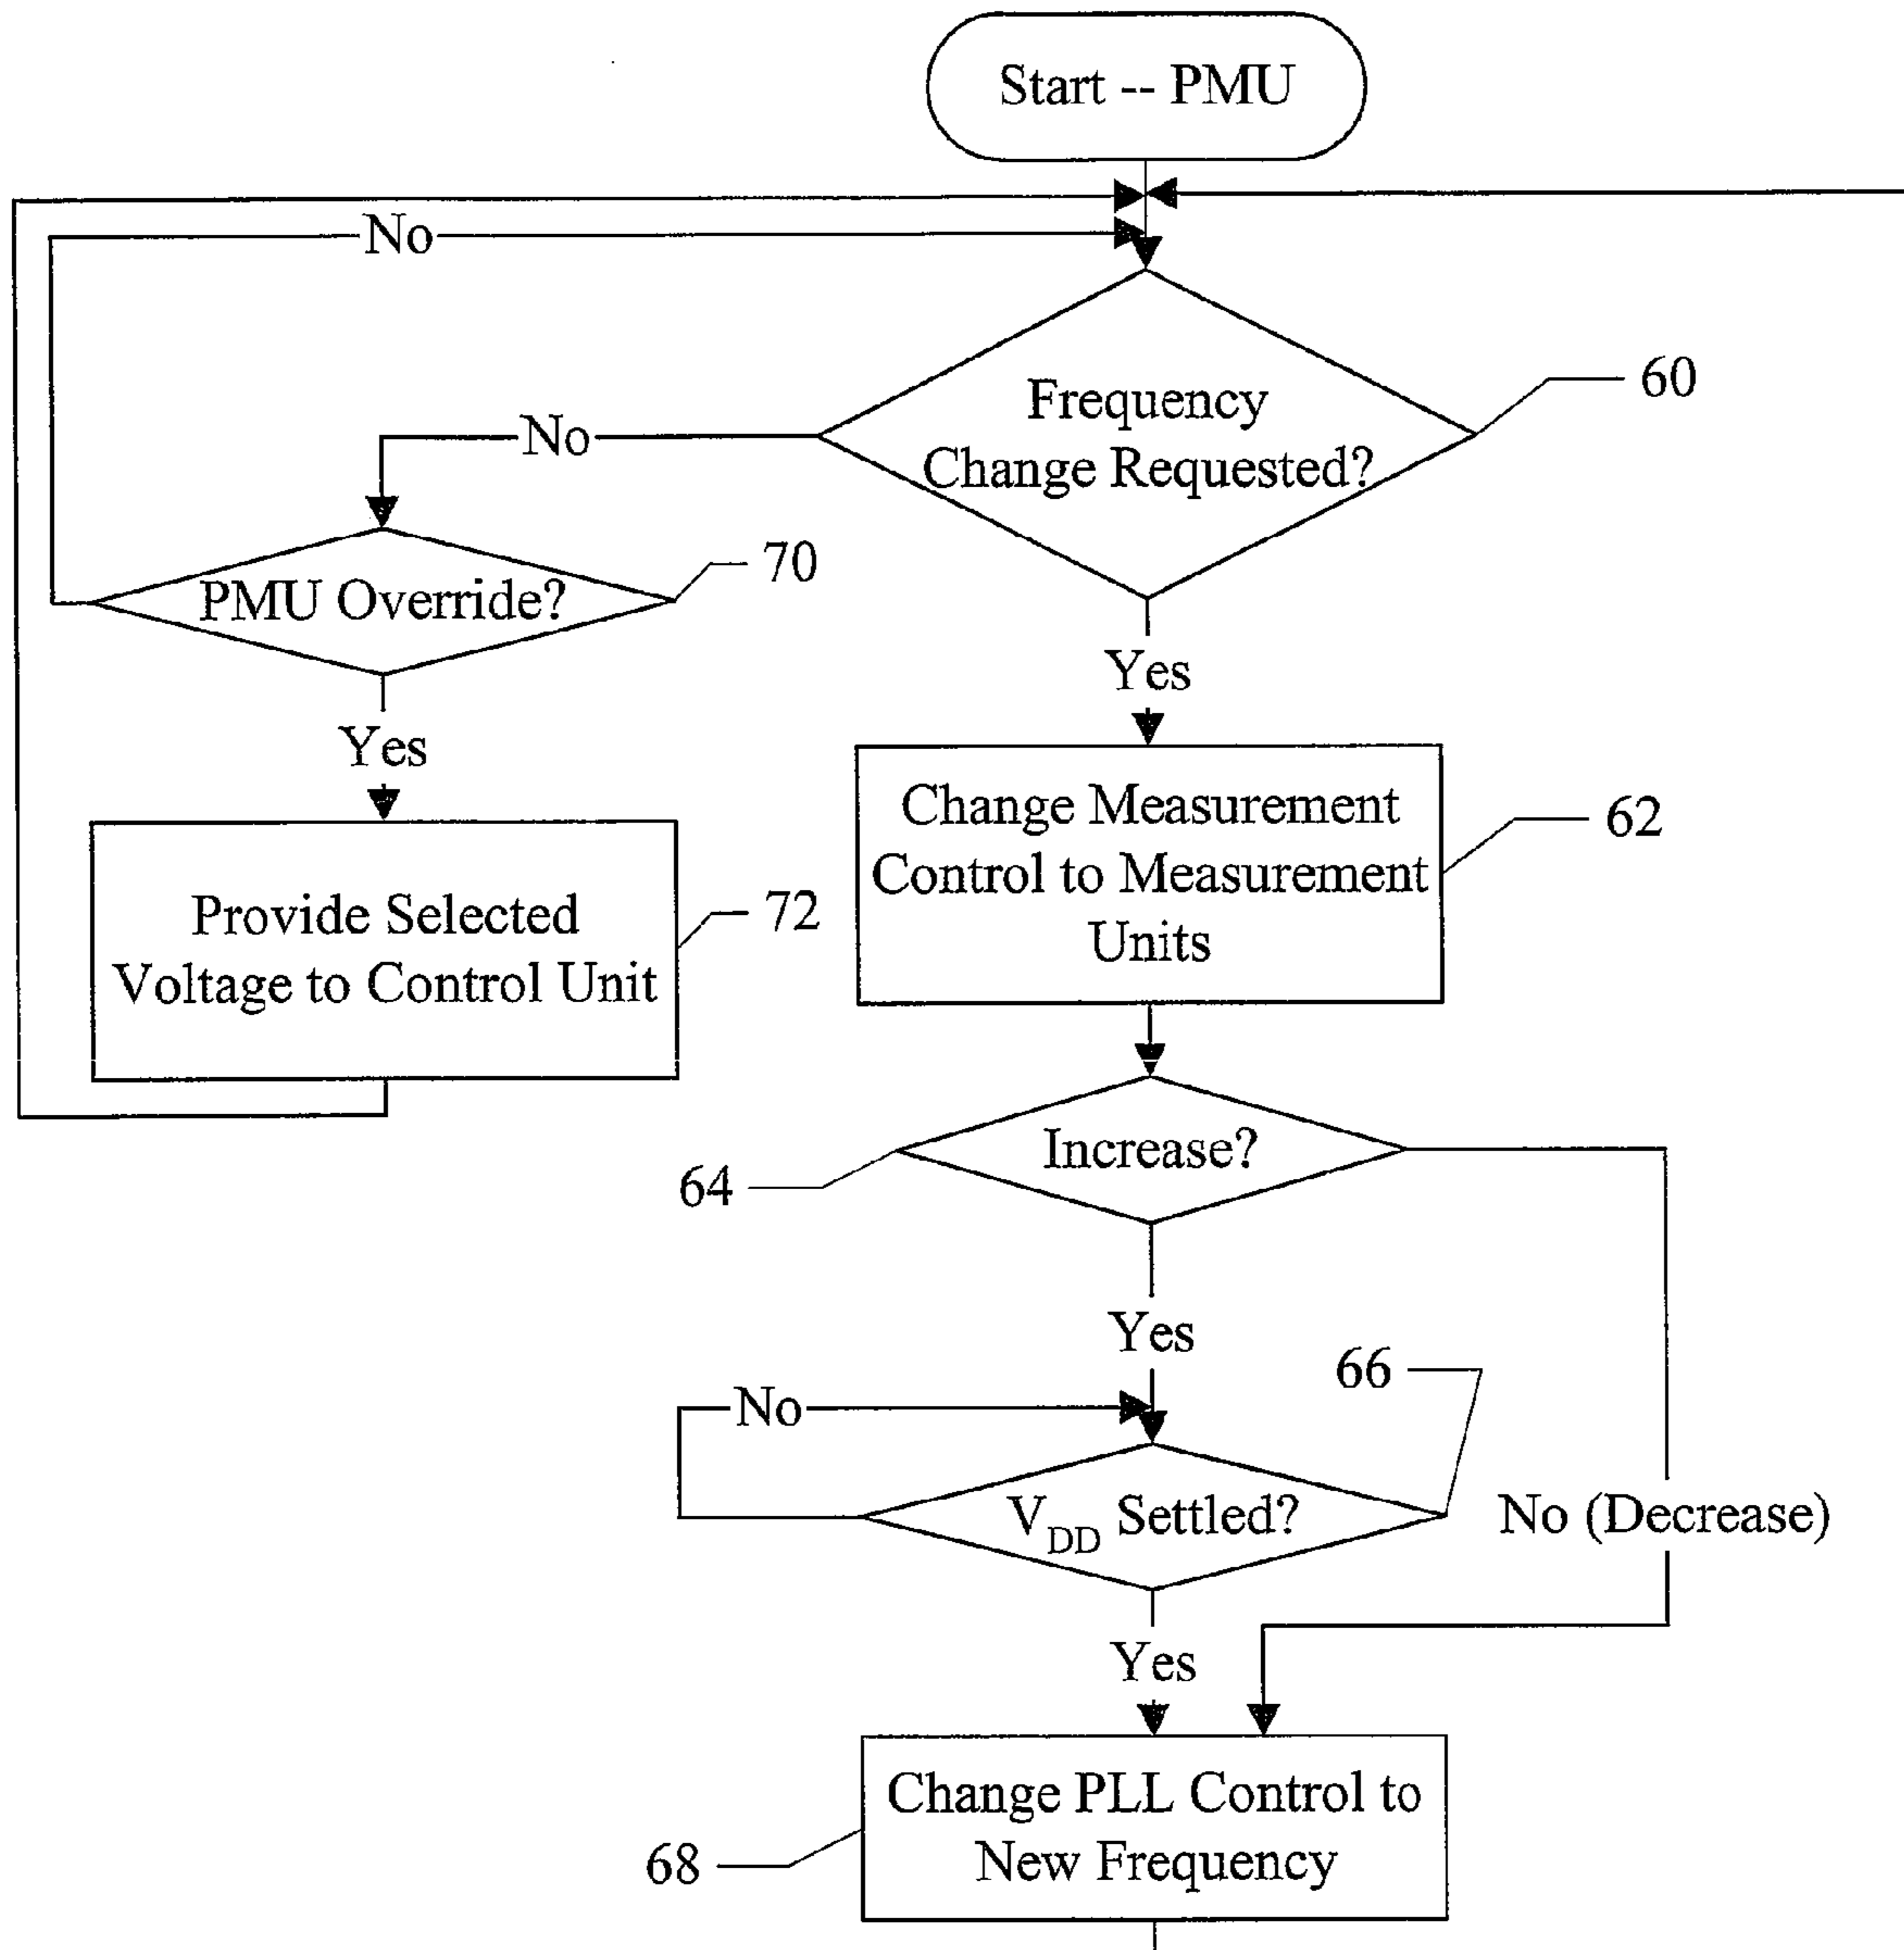 Start -- PMU
No
Frequency
Change Requested?
60
No
PMU Override?
70
Yes
Yes
Provide Selected
Voltage to Control Unit
72
Change Measurement
Control to Measurement
Units
62
Increase?
64
Yes
No
66
V_DD Settled?
No (Decrease)
Yes
Change PLL Control to
New Frequency
68